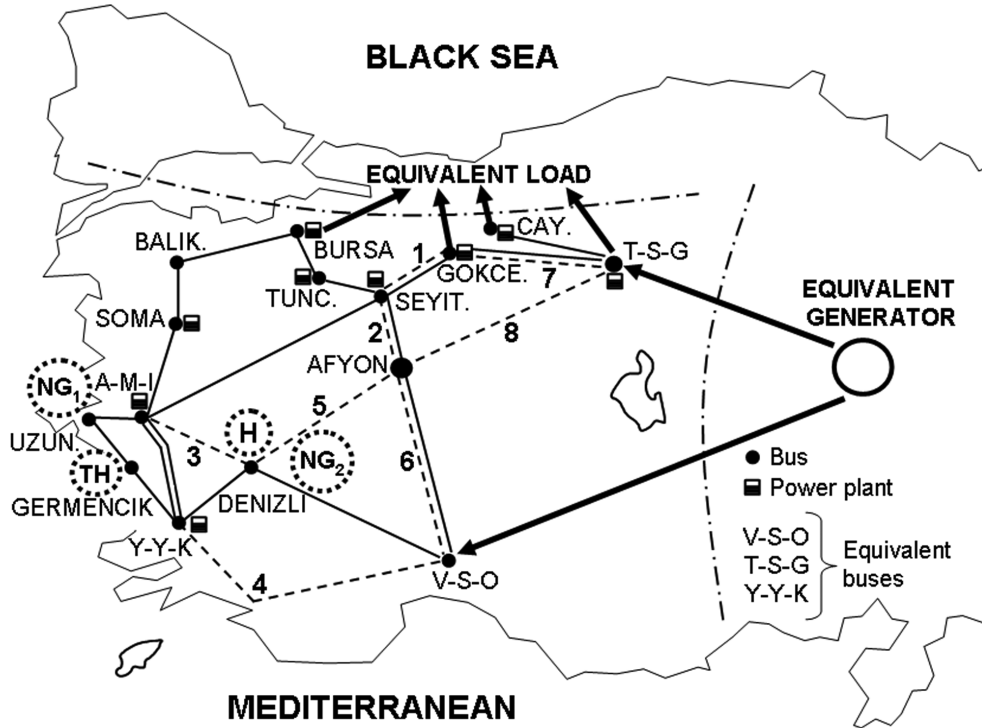 BLACK SEA
EQUIVALENT LOAD
CAY.
BALIK.
BURSA
1
T-S-G
GOKCE.
7
TUNC.
SEYIT.
EQUIVALENT
GENERATOR
SOMA
2
8
AFYON
A-M-I
NG1
5
UZUN.
H
3
NG2
6
Bus
TH
Power plant
GERMENCIK
DENIZLI
Y-Y-K
V-S-O
T-S-G
Y-Y-K
Equivalent
buses
4
V-S-O
MEDITERRANEAN